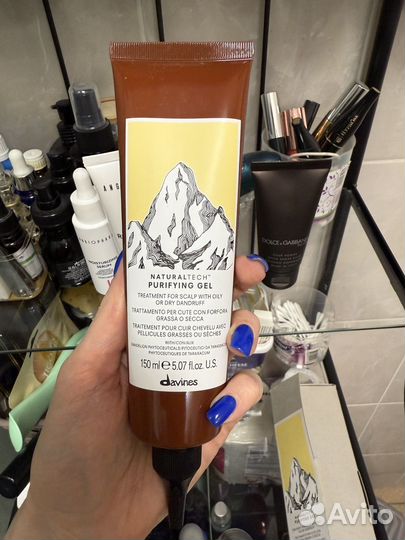 NATURALTECH™
PURIFYING GEL
TREATMENT FOR SCALP WITH OILY
OR DRY DANDRUFF
TRATTAMENTO PER CUTE CON FORFORA
GRASSA O SECCA
TRAITEMENT POUR CUIR CHEVELU AVEC
PELLICULES GRASSES OU SÈCHES
150 ml ℮ 5.07 fl.oz. U.S.
davines
DOLCE&GABBANA
Avito